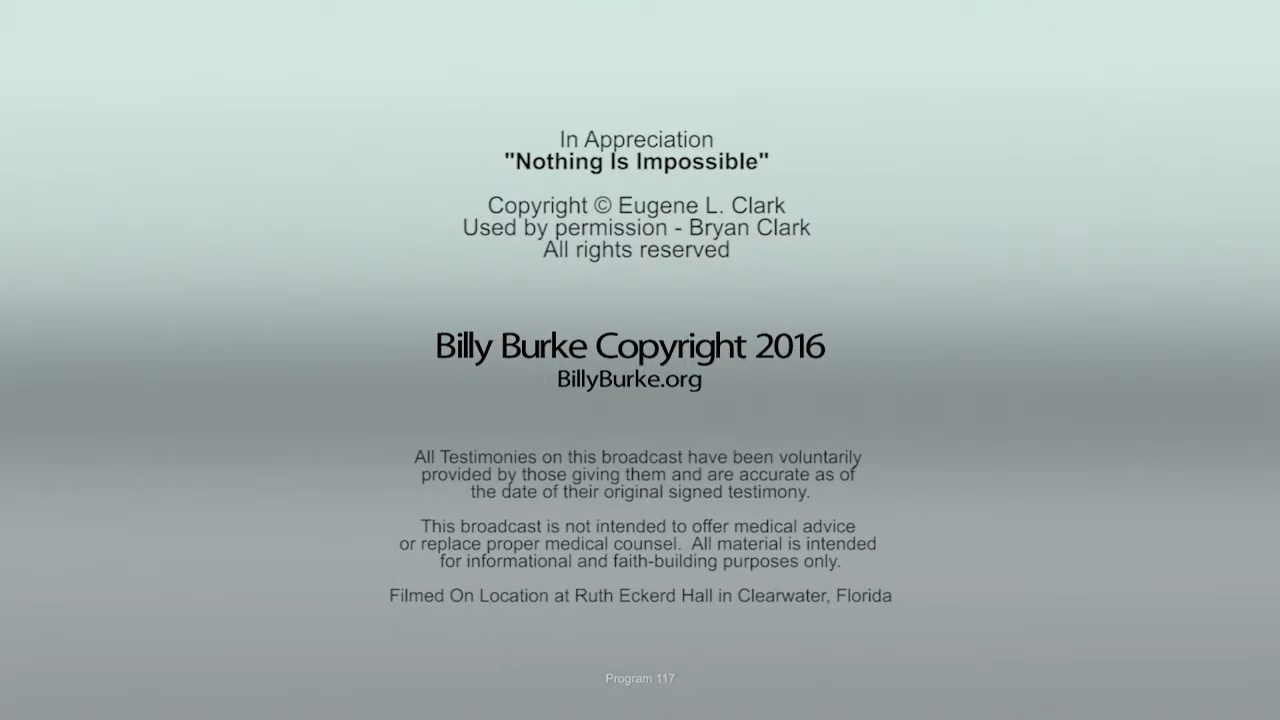 In Appreciation
"Nothing Is Impossible"
Copyright © Eugene L. Clark
Used by permission - Bryan Clark
All rights reserved
Billy Burke Copyright 2016
BillyBurke.org
All Testimonies on this broadcast have been voluntarily
provided by those giving them and are accurate as of
the date of their original signed testimony.
This broadcast is not intended to offer medical advice
or replace proper medical counsel.  All material is intended
for informational and faith-building purposes only.
Filmed On Location at Ruth Eckerd Hall in Clearwater, Florida
Program 117